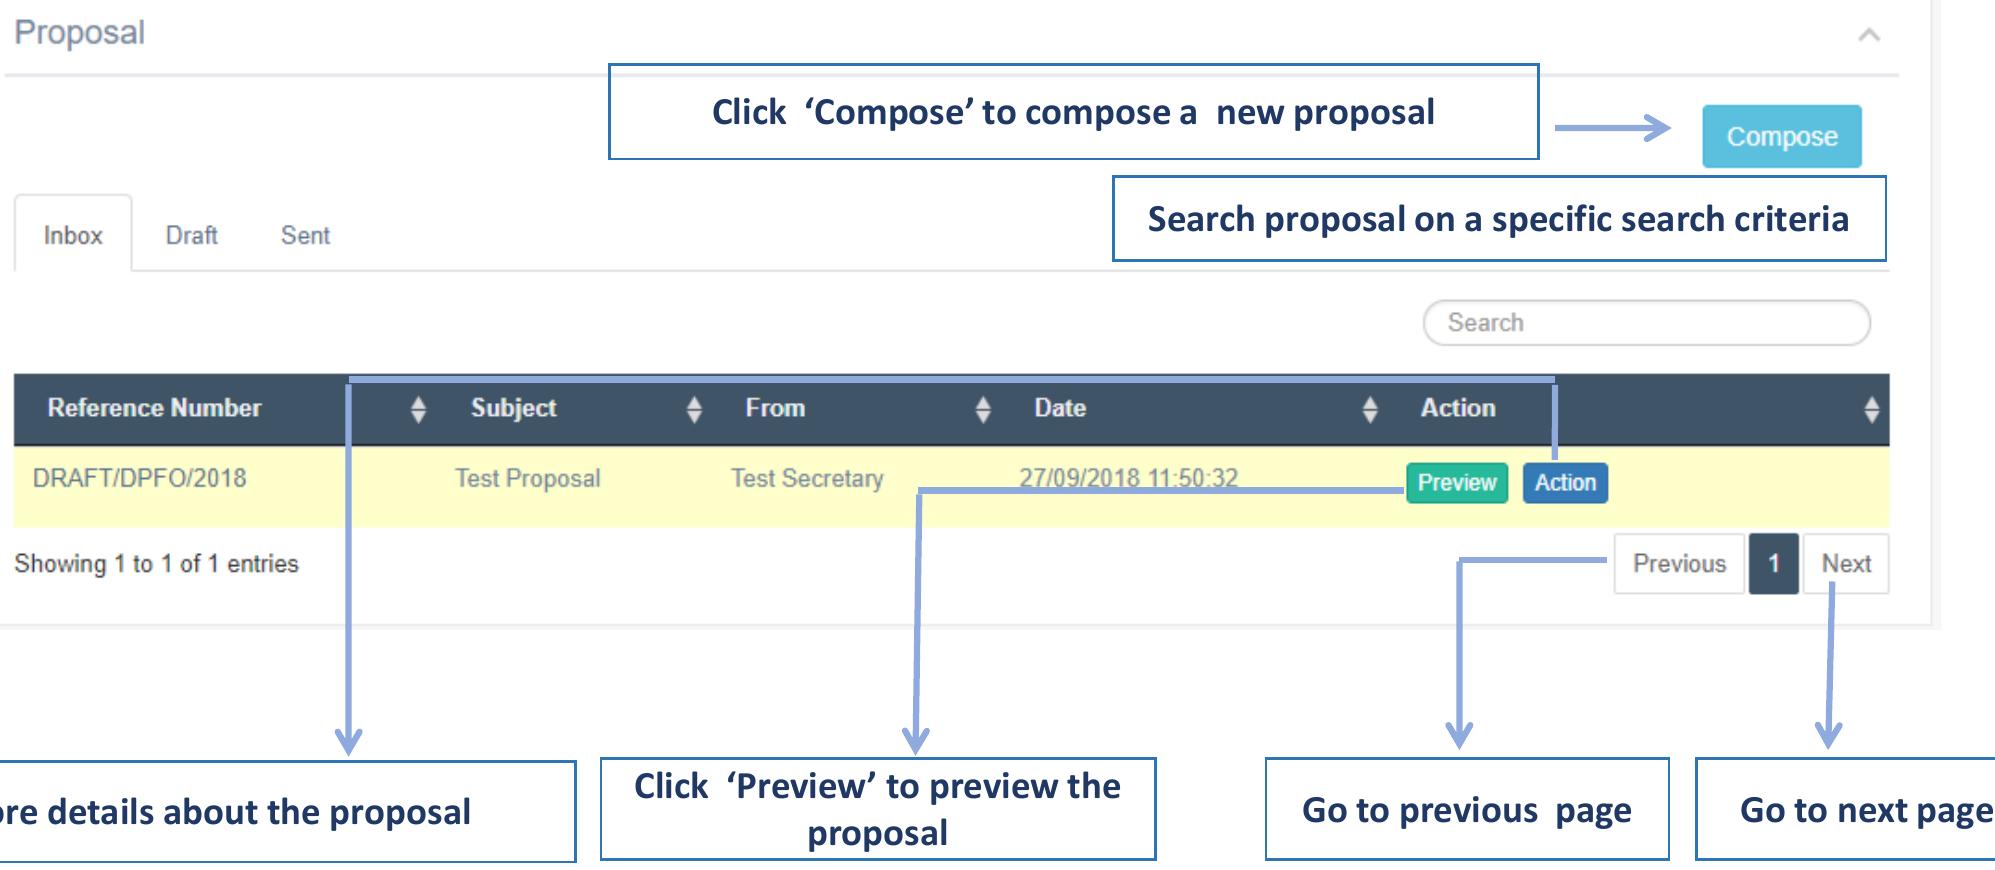 Proposal
Click ‘Compose’ to compose a new proposal
Compose
Search proposal on a specific search criteria
Inbox Draft Sent
Search
Reference Number Subject From Date Action
DRAFT/DPFO/2018 Test Proposal Test Secretary 27/09/2018 11:50:32 Preview Action
Showing 1 to 1 of 1 entries
Previous 1 Next
details about the proposal
Click ‘Preview’ to preview the
proposal
Go to previous page
Go to next page